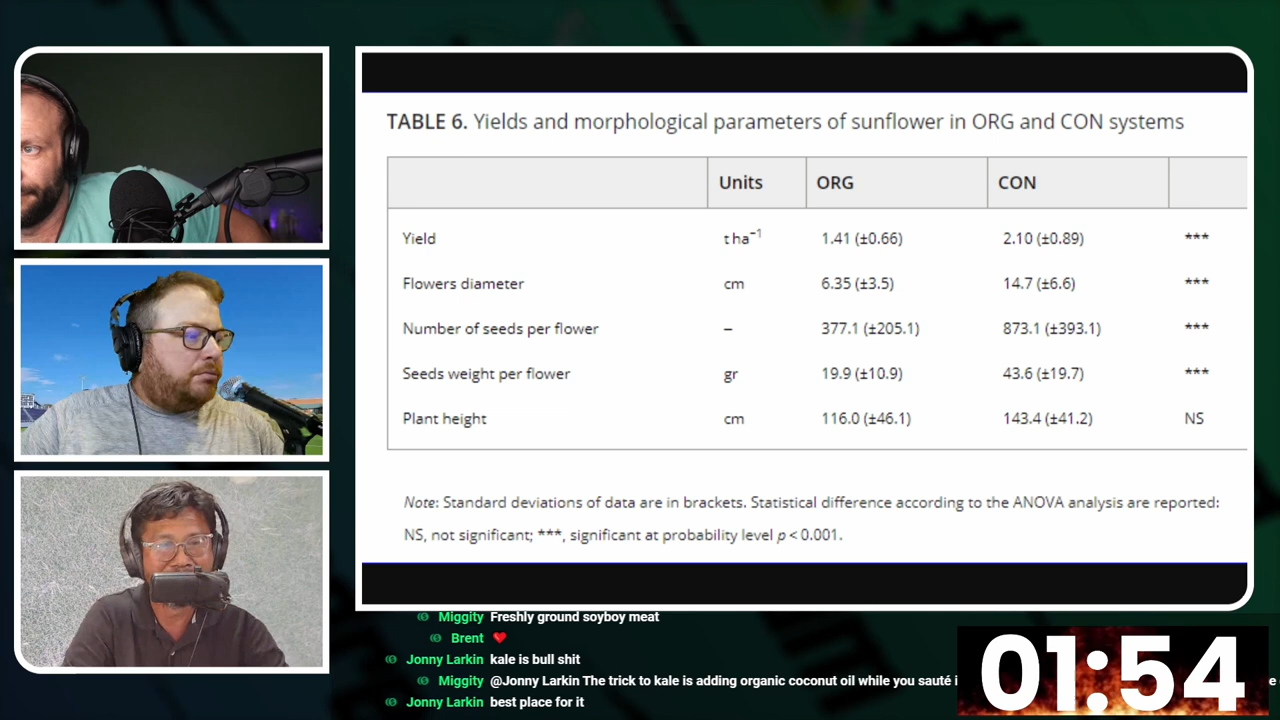 TABLE 6. Yields and morphological parameters of sunflower in ORG and CON systems
Units ORG CON
Yield t ha⁻¹ 1.41 (±0.66) 2.10 (±0.89) ***
Flowers diameter cm 6.35 (±3.5) 14.7 (±6.6) ***
Number of seeds per flower – 377.1 (±205.1) 873.1 (±393.1) ***
Seeds weight per flower gr 19.9 (±10.9) 43.6 (±19.7) ***
Plant height cm 116.0 (±46.1) 143.4 (±41.2) NS
Note: Standard deviations of data are in brackets. Statistical difference according to the ANOVA analysis are reported:
NS, not significant; ***, significant at probability level p < 0.001.
Miggity Freshly ground soyboy meat
Brent ❤
Jonny Larkin kale is bull shit
Miggity @Jonny Larkin The trick to kale is adding organic coconut oil while you sauté
Jonny Larkin best place for it
01:54